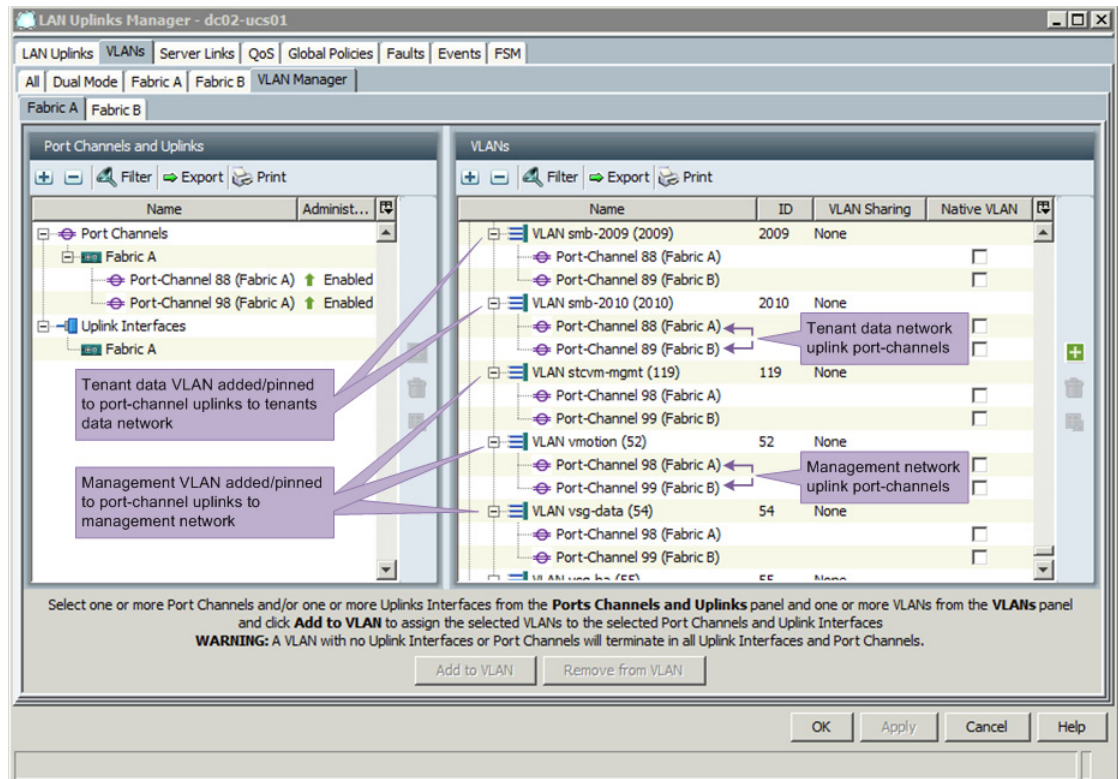 LAN Uplinks Manager - dc02-ucs01
LAN Uplinks VLANs Server Links QoS Global Policies Faults Events FSM
All Dual Mode Fabric A Fabric B VLAN Manager
Fabric A Fabric B
Port Channels and Uplinks
Filter Export Print
Name Administ...
Port Channels
Fabric A
Port-Channel 88 (Fabric A) Enabled
Port-Channel 98 (Fabric A) Enabled
Uplink Interfaces
Fabric A
Tenant data VLAN added/pinned
to port-channel uplinks to tenants
data network
Management VLAN added/pinned
to port-channel uplinks to
management network
VLANs
Filter Export Print
Name ID VLAN Sharing Native VLAN
VLAN smb-2009 (2009) 2009 None
Port-Channel 88 (Fabric A)
Port-Channel 89 (Fabric B)
VLAN smb-2010 (2010) 2010 None
Port-Channel 88 (Fabric A)
Port-Channel 89 (Fabric B)
Tenant data network
uplink port-channels
VLAN stcvm-mgmt (119) 119 None
Port-Channel 98 (Fabric A)
Port-Channel 99 (Fabric B)
VLAN vmotion (52) 52 None
Port-Channel 98 (Fabric A)
Port-Channel 99 (Fabric B)
Management network
uplink port-channels
VLAN vsg-data (54) 54 None
Port-Channel 98 (Fabric A)
Port-Channel 99 (Fabric B)
VLAN vsg-ha (55) 55 None
Select one or more Port Channels and/or one or more Uplinks Interfaces from the Ports Channels and Uplinks panel and one or more VLANs from the VLANs panel
and click Add to VLAN to assign the selected VLANs to the selected Port Channels and Uplink Interfaces
WARNING: A VLAN with no Uplink Interfaces or Port Channels will terminate in all Uplink Interfaces and Port Channels.
Add to VLAN Remove from VLAN
OK Apply Cancel Help